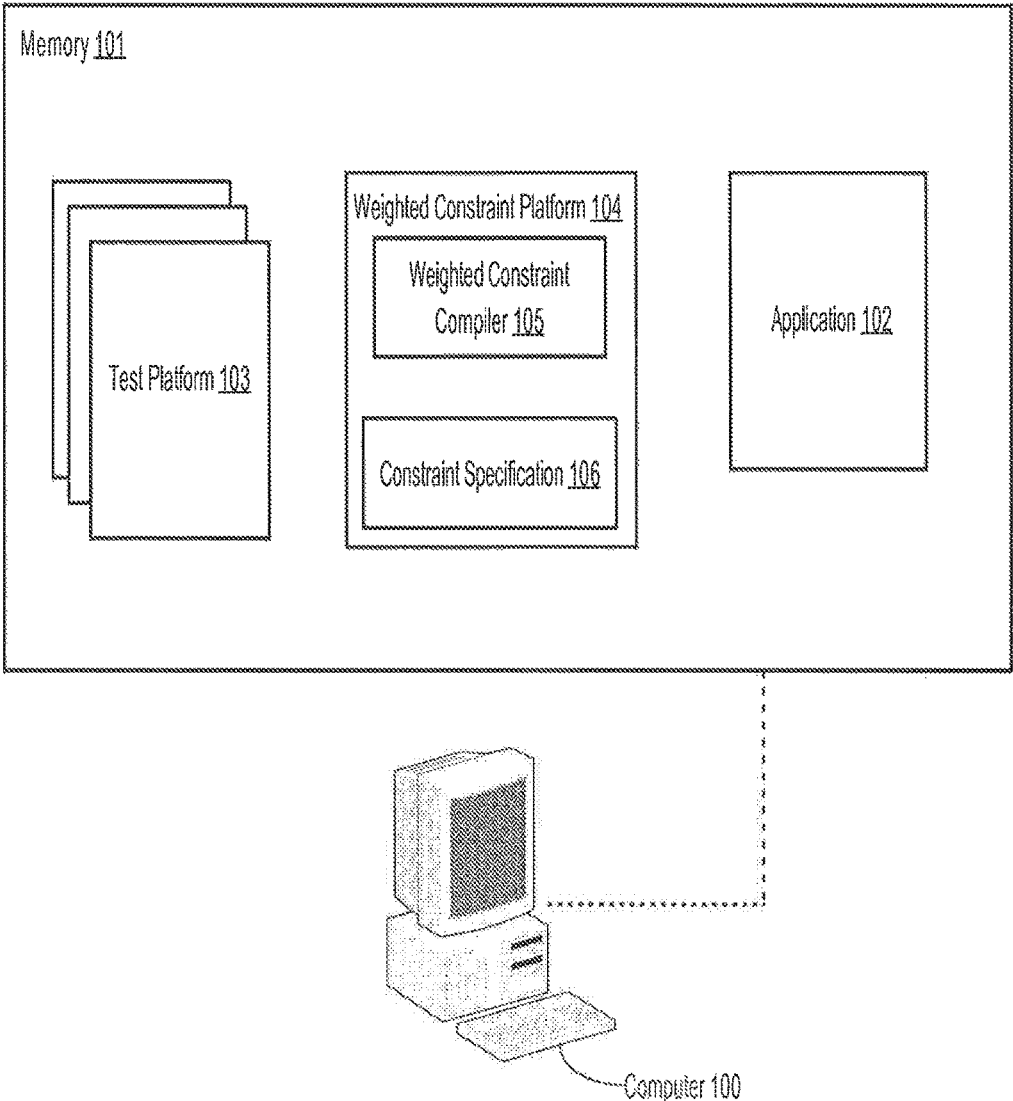 Memory 101
Weighted Constraint Platform 104
Weighted Constraint
Compiler 105
Application 102
Test Platform 103
Constraint Specification 106
Computer 100